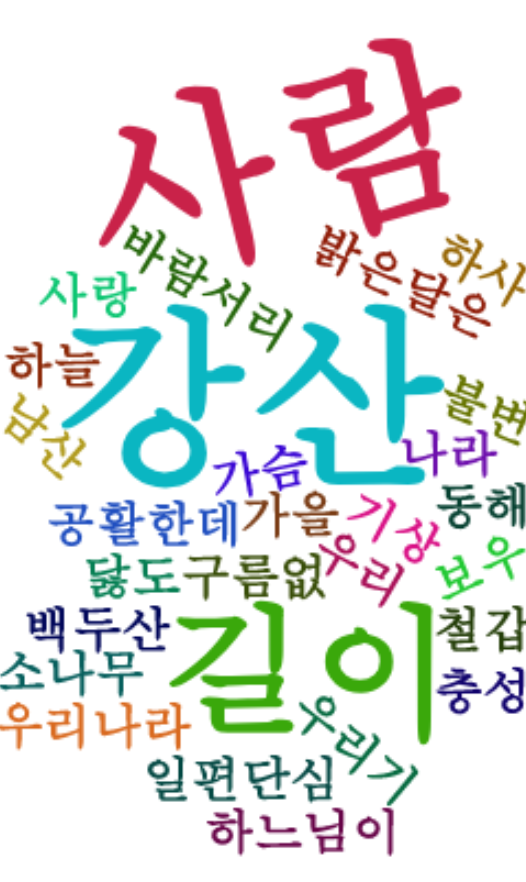 사람
바람서리
밝은달은
하사
사랑
강산
하늘
불변
남산
나라
가슴
공활한데
가을
기상
동해
닳도
구름없
우리
보우
백두산
길이
철갑
소나무
충성
우리나라
우리기
일편단심
하느님이